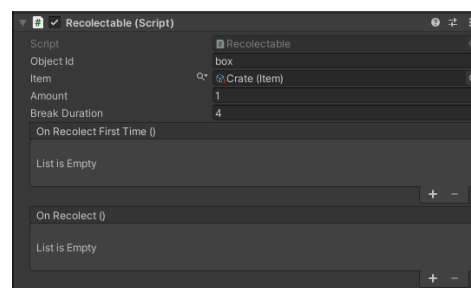 # Recolectable (Script)
Script Recolectable
Object Id box
Item Crate (Item)
Amount 1
Break Duration 4
On Recolect First Time ()
List is Empty
+ -
On Recolect ()
List is Empty
+ -